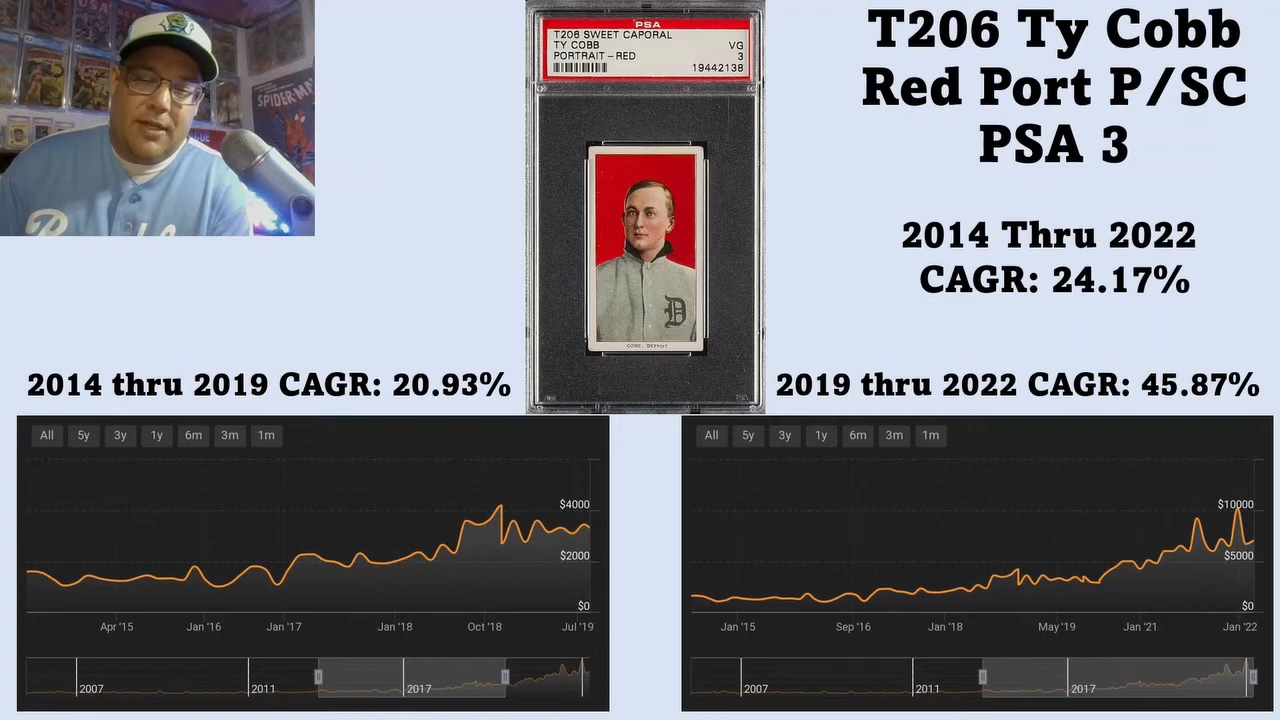 SPIDER-MAN
PSA
T206 SWEET CAPORAL
TY COBB
VG
PORTRAIT-RED
3
19442138
COBB, DETROIT
T206 Ty Cobb
Red Port P/SC
PSA 3
2014 Thru 2022
CAGR: 24.17%
2014 thru 2019 CAGR: 20.93%
2019 thru 2022 CAGR: 45.87%
All 5y 3y 1y 6m 3m 1m
$4000
$2000
$0
Apr '15 Jan '16 Jan '17 Jan '18 Oct '18 Jul '19
2007 2011 2017
All 5y 3y 1y 6m 3m 1m
$10000
$5000
$0
Jan '15 Sep '16 Jan '18 May '19 Jan '21 Jan '22
2007 2011 2017